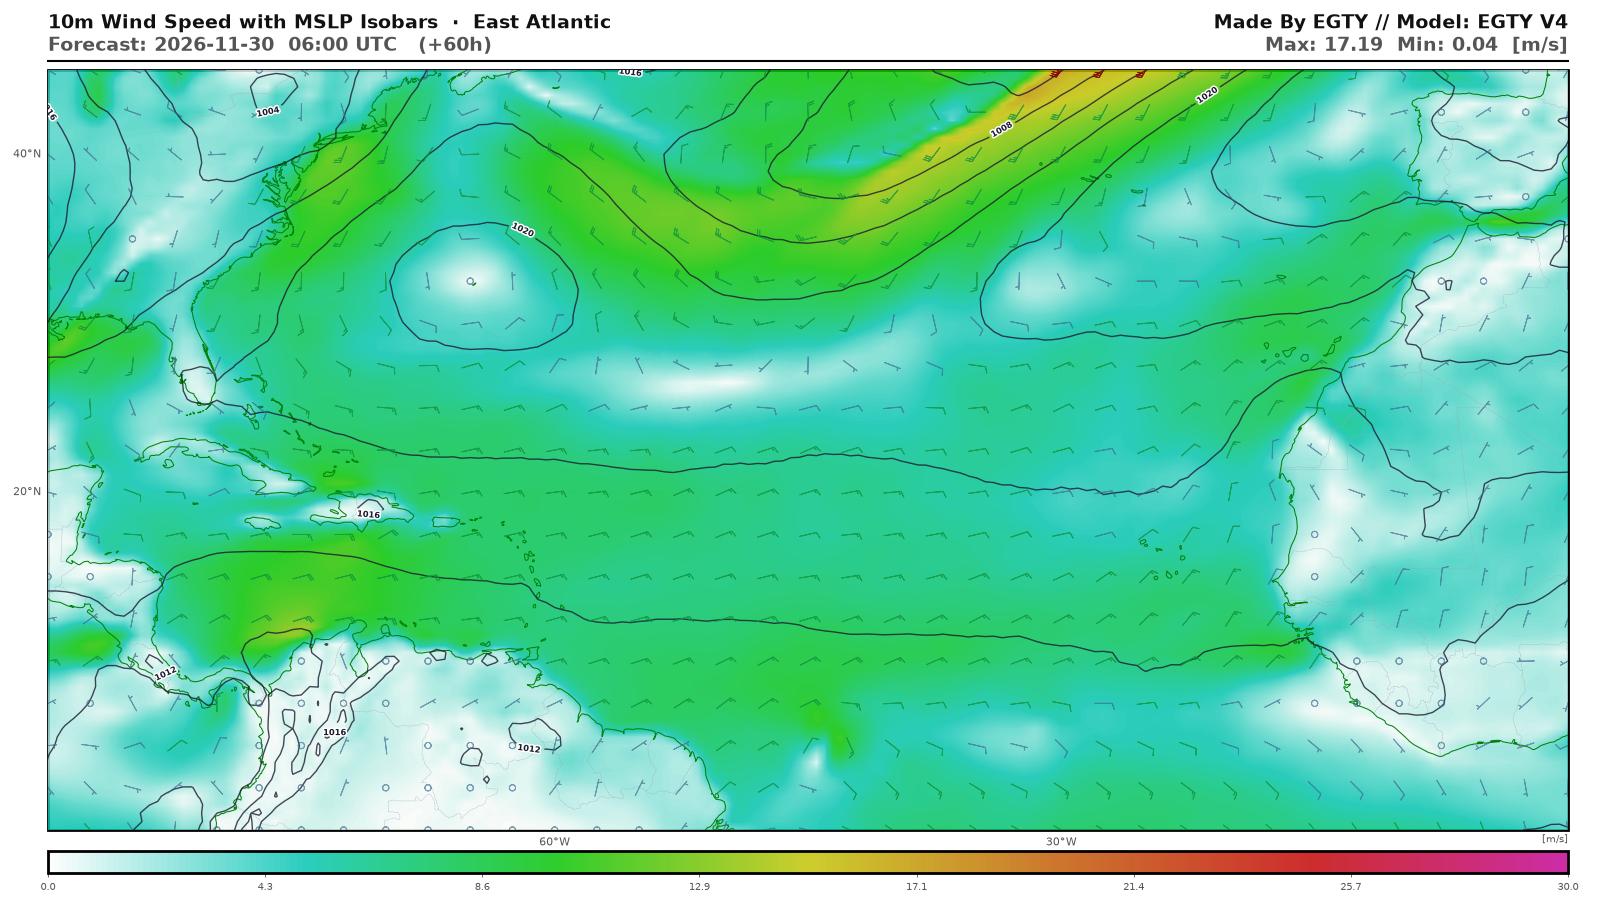 10m Wind Speed with MSLP Isobars · East Atlantic
Made By EGTY // Model: EGTY V4
Forecast: 2026-11-30 06:00 UTC (+60h)
Max: 17.19 Min: 0.04 [m/s]
1016
1004
1020
1008
40°N
1020
20°N
1016
1012
1016
1012
60°W
30°W
[m/s]
0.0
4.3
8.6
12.9
17.1
21.4
25.7
30.0